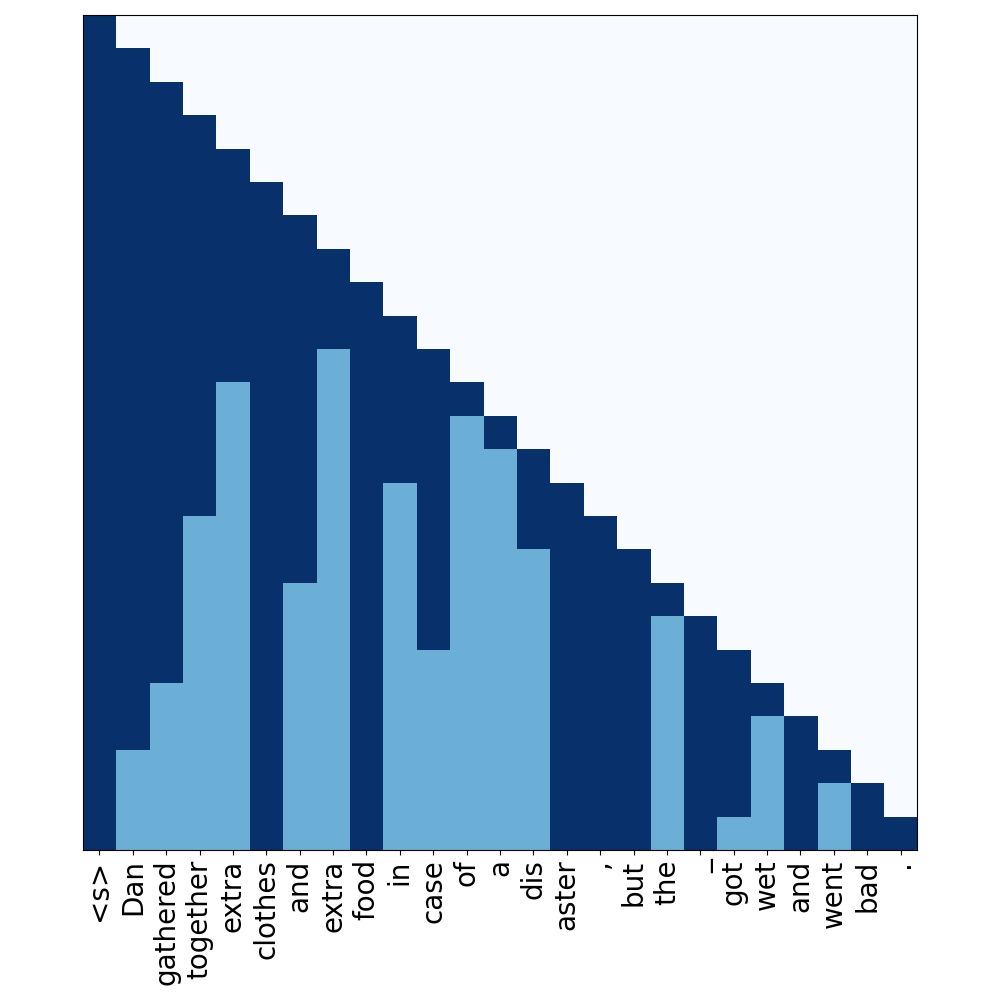 <s>
Dan
gathered
together
extra
clothes
and
extra
food
in
case
of
a
dis
aster
,
but
the
_
got
wet
and
went
bad
.